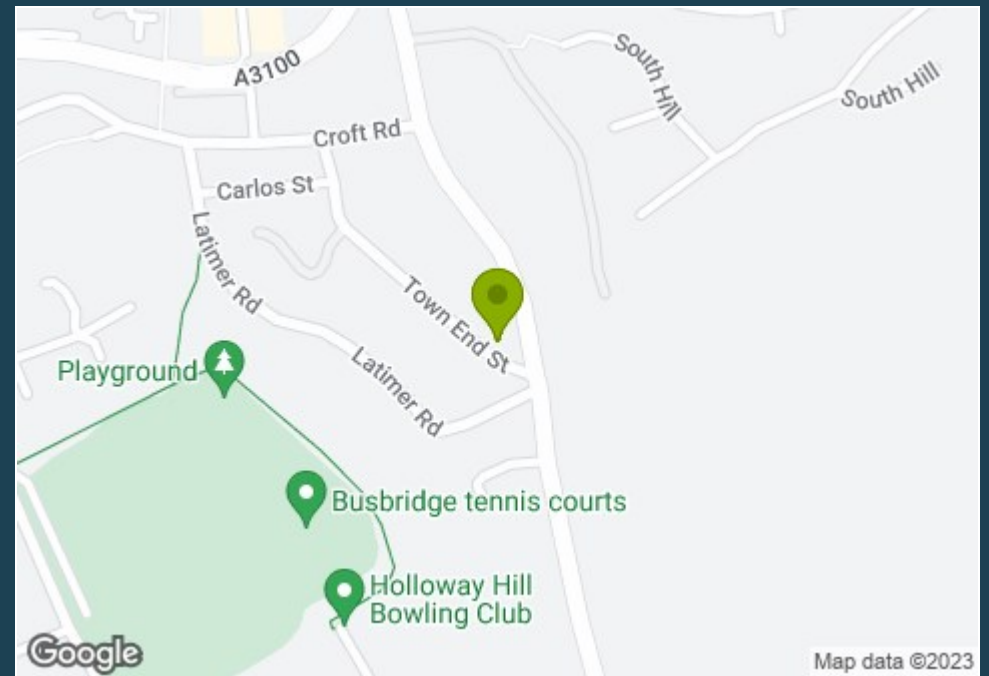 A3100
South Hill
South Hill
Croft Rd
Carlos St
Latimer Rd
Town End St
Latimer Rd
Playground
Busbridge tennis courts
Holloway Hill
Bowling Club
Google
Map data ©2023